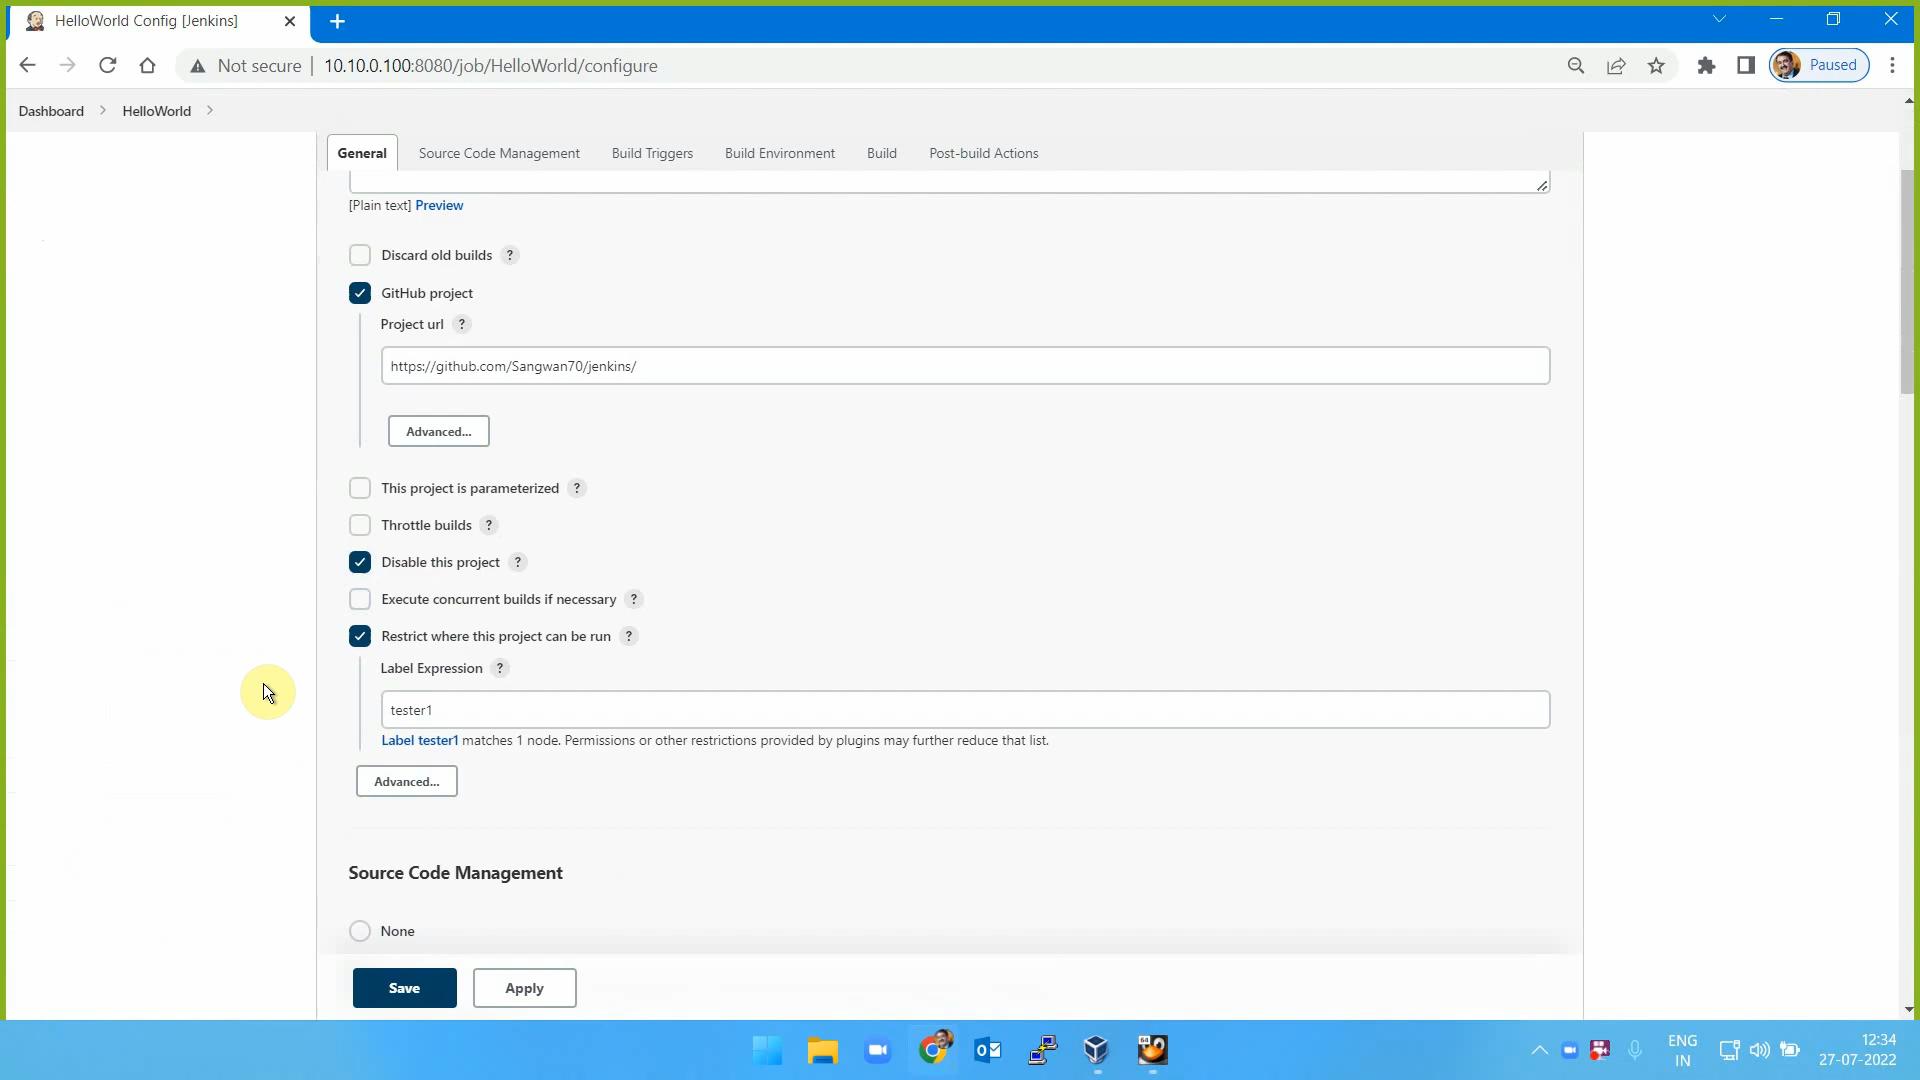 HelloWorld Config [Jenkins]
Not secure | 10.10.0.100:8080/job/HelloWorld/configure
Paused
Dashboard > HelloWorld >
General Source Code Management Build Triggers Build Environment Build Post-build Actions
[Plain text] Preview
Discard old builds ?
GitHub project
Project url ?
https://github.com/Sangwan70/jenkins/
Advanced...
This project is parameterized ?
Throttle builds ?
Disable this project ?
Execute concurrent builds if necessary ?
Restrict where this project can be run ?
Label Expression ?
tester1
Label tester1 matches 1 node. Permissions or other restrictions provided by plugins may further reduce that list.
Advanced...
Source Code Management
None
Save Apply
64
ENG
IN
12:34
27-07-2022